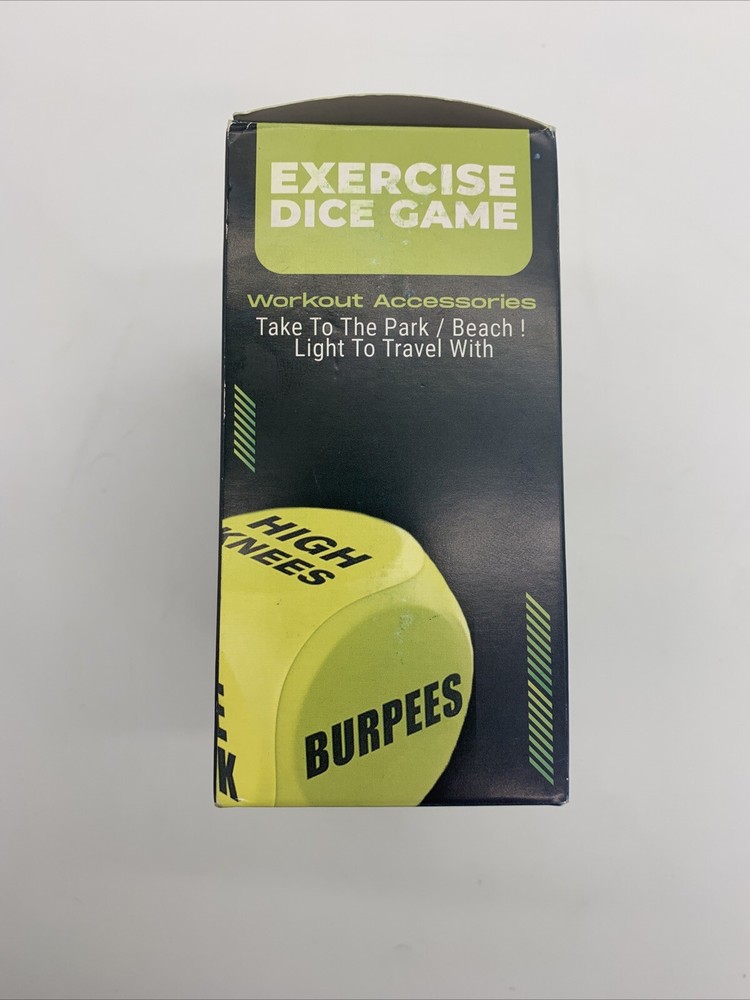 EXERCISE
DICE GAME
Workout Accessories
Take To The Park / Beach !
Light To Travel With
HIGH
KNEES
BURPEES